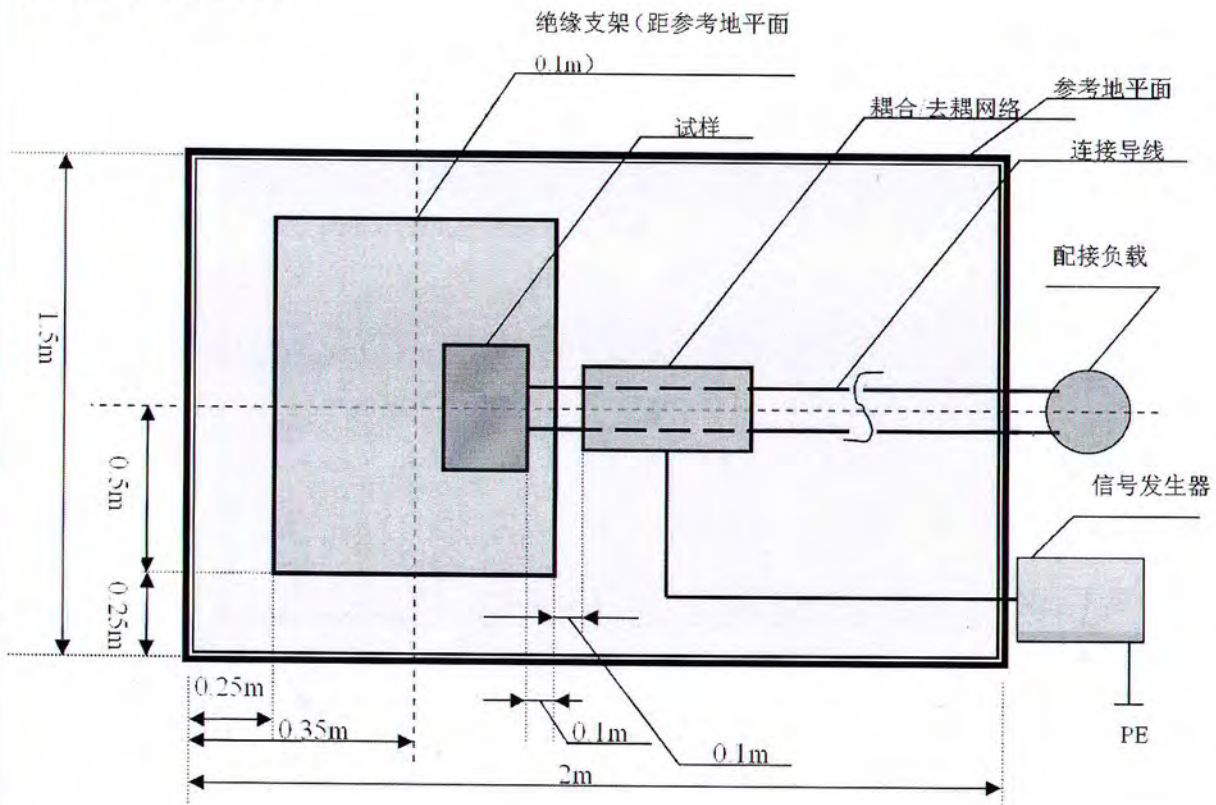 绝缘支架（距参考地平面
0.1m）
参考地平面
耦合/去耦网络
试样
连接导线
配接负载
1.5m
信号发生器
0.5m
0.25m
0.25m
0.35m
0.1m
0.1m
PE
2m